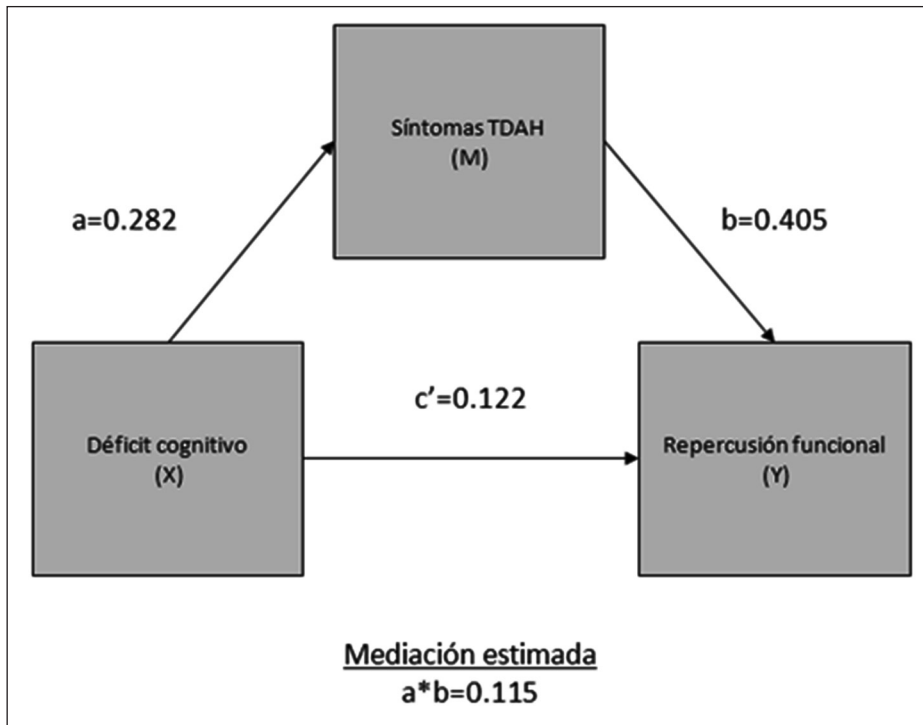 Síntomas TDAH
(M)
a=0.282
b=0.405
c’=0.122
Déficit cognitivo
(X)
Repercusión funcional
(Y)
Mediación estimada
a*b=0.115